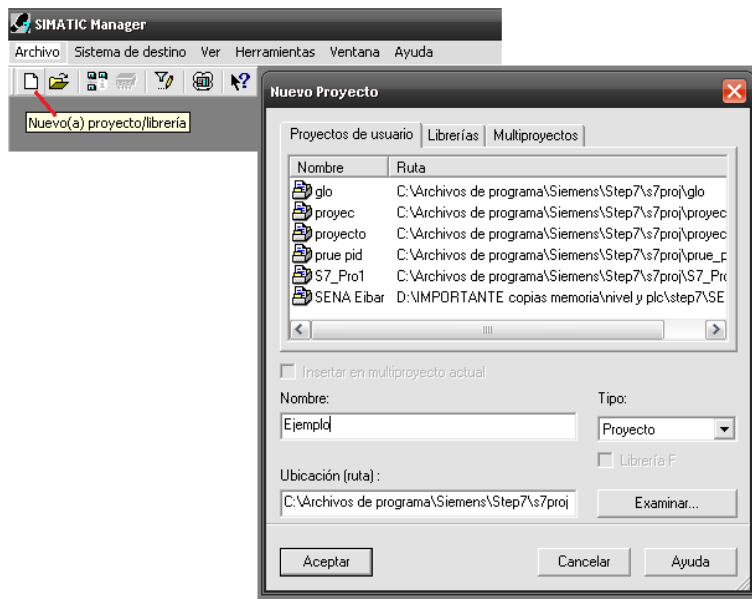 SIMATIC Manager
Archivo Sistema de destino Ver Herramientas Ventana Ayuda
Nuevo(a) proyecto/librería
Nuevo Proyecto
Proyectos de usuario Librerías Multiproyectos
Nombre Ruta
glo C:\Archivos de programa\Siemens\Step7\s7proj\glo
proyec C:\Archivos de programa\Siemens\Step7\s7proj\proyec
proyecto C:\Archivos de programa\Siemens\Step7\s7proj\proyec
prue pid C:\Archivos de programa\Siemens\Step7\s7proj\prue_p
S7_Pro1 C:\Archivos de programa\Siemens\Step7\s7proj\S7_Pro
SENA Eibar D:\IMPORTANTE copias memoria\nivel y plc\step7\SE
Insertar en multiproyecto actual
Nombre: Tipo:
Ejemplo Proyecto
Librería F
Ubicación (ruta) :
C:\Archivos de programa\Siemens\Step7\s7proj Examinar...
Aceptar Cancelar Ayuda